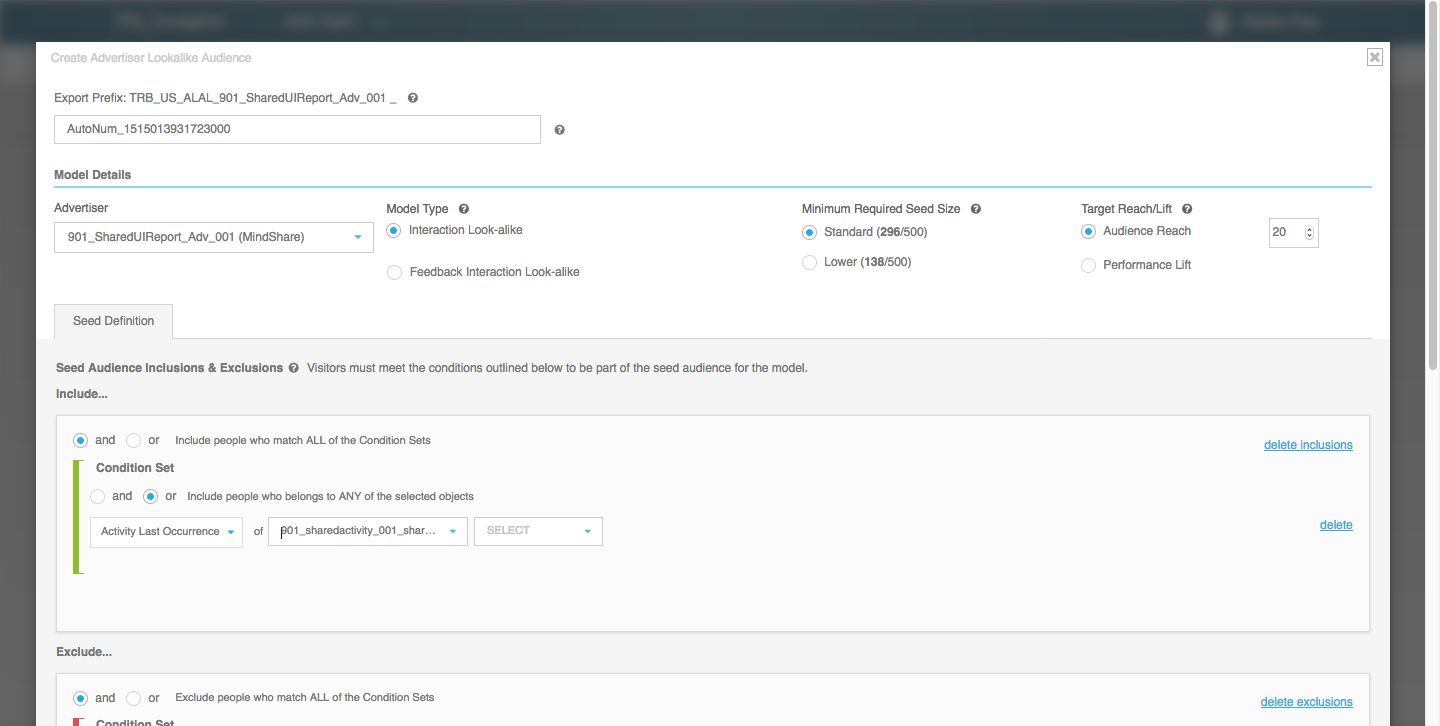 Create Advertiser Lookalike Audience
Export Prefix: TRB_US_ALAL_901_SharedUIReport_Adv_001 _
AutoNum_1515013931723000
Model Details
Advertiser
Model Type
Minimum Required Seed Size
Target Reach/Lift
901_SharedUIReport_Adv_001 (MindShare)
Interaction Look-alike
Standard (296/500)
Audience Reach
20
Feedback Interaction Look-alike
Lower (138/500)
Performance Lift
Seed Definition
Seed Audience Inclusions & Exclusions Visitors must meet the conditions outlined below to be part of the seed audience for the model.
Include...
and or Include people who match ALL of the Condition Sets
delete inclusions
Condition Set
and or Include people who belongs to ANY of the selected objects
Activity Last Occurrence of 901_sharedactivity_001_shar... SELECT
delete
Exclude...
and or Exclude people who match ALL of the Condition Sets
delete exclusions
Condition Set